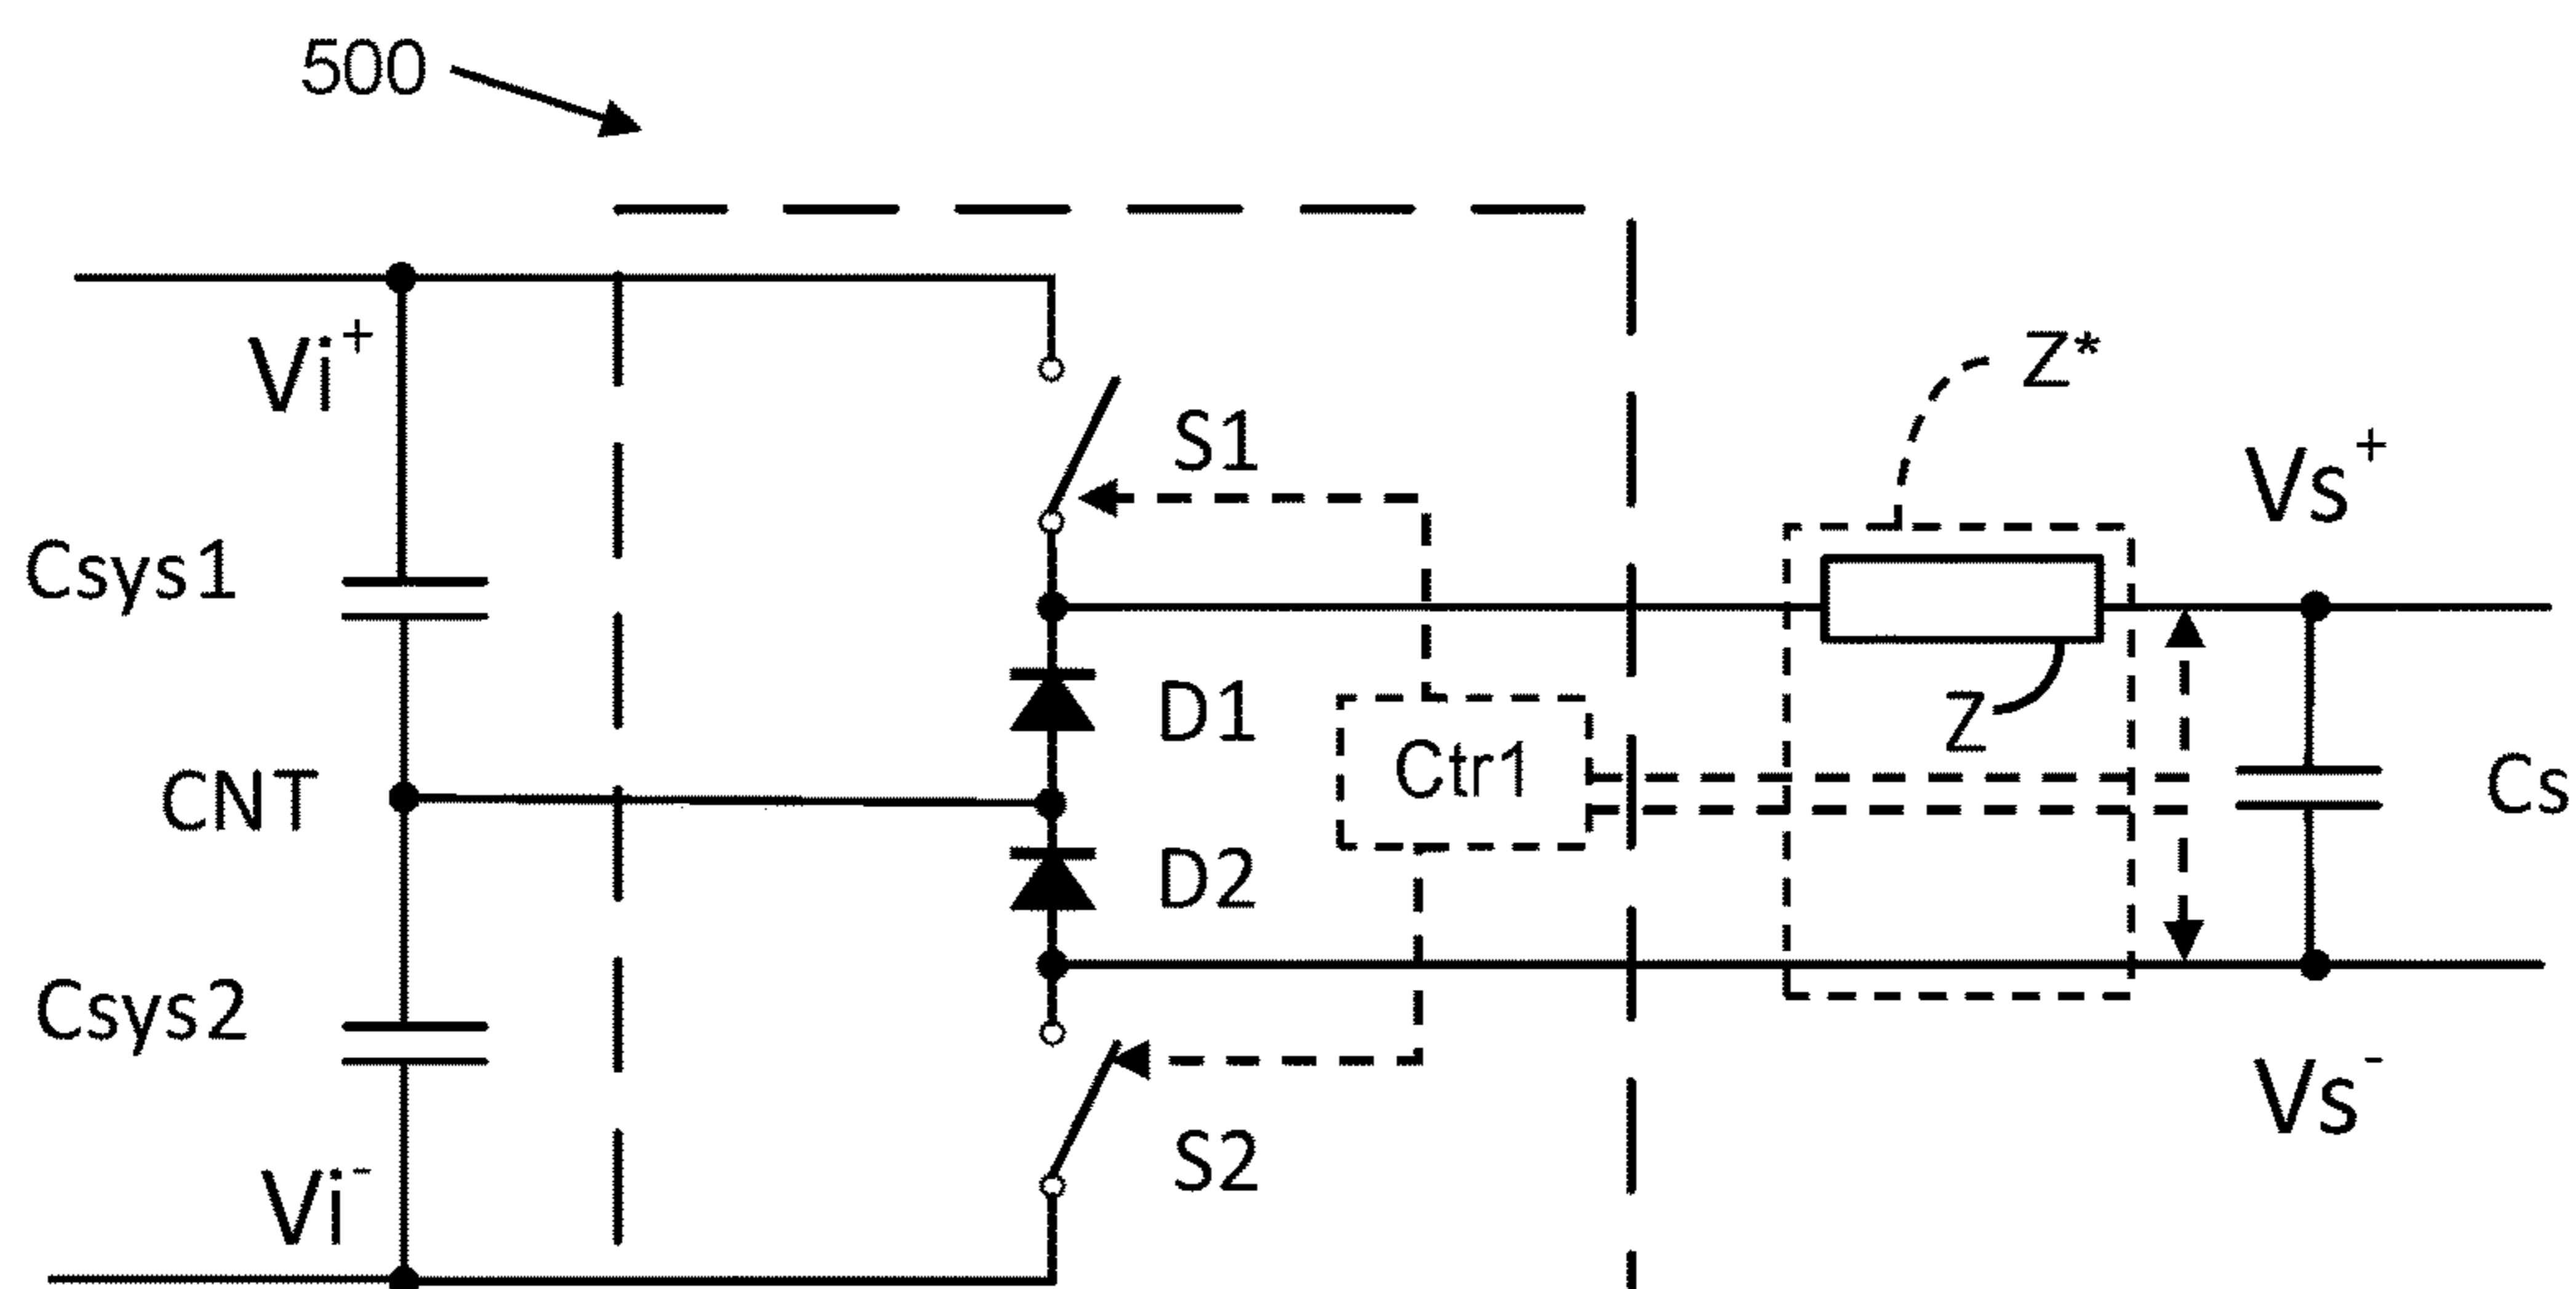 500
Vi+
Z*
S1
Vs+
Csys1
D1
Z
CNT
Ctr1
Cs
D2
Csys2
Vs-
S2
Vi-